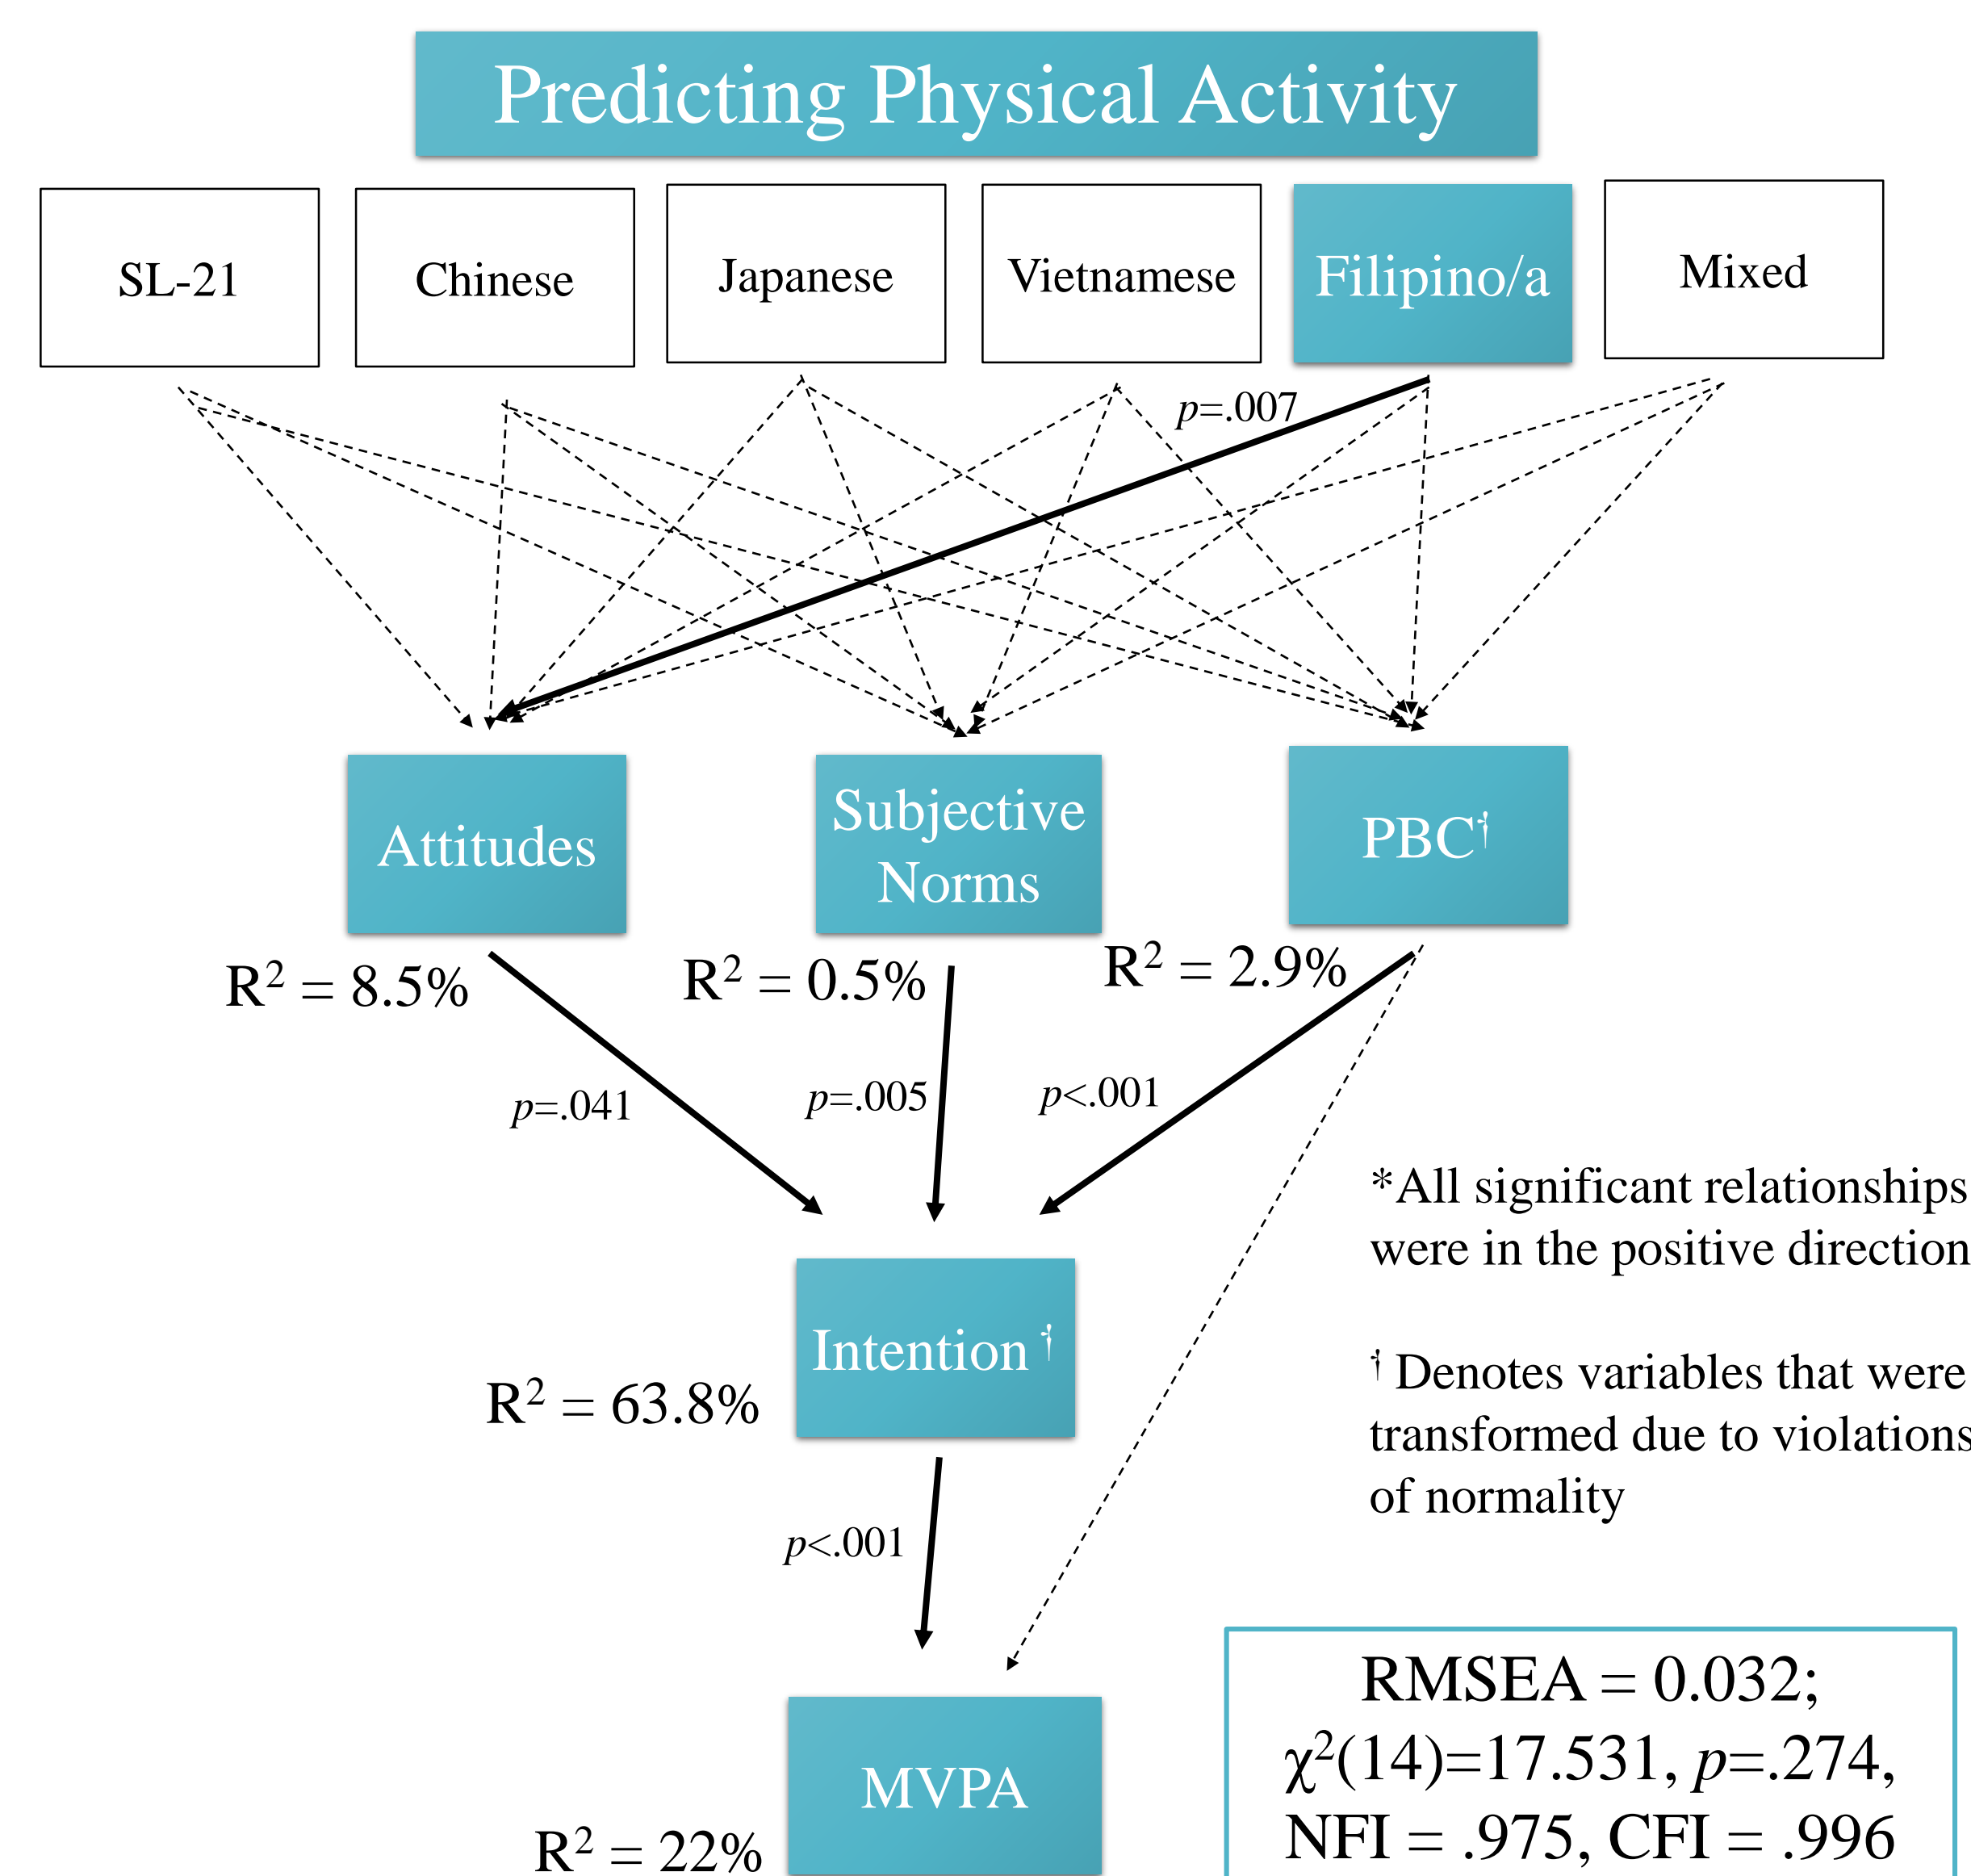 Predicting Physical Activity
SL-21
Chinese
Japanese
Vietnamese
Filipino/a
Mixed
p=.007
Attitudes
Subjective
Norms
PBC†
R² = 8.5%
R² = 0.5%
R² = 2.9%
p=.041
p=.005
p<.001
*All significant relationships
were in the positive direction
Intention †
R² = 63.8%
† Denotes variables that were
transformed due to violations
of normality
p<.001
MVPA
R² = 22%
RMSEA = 0.032;
χ²(14)=17.531, p=.274,
NFI = .975, CFI = .996